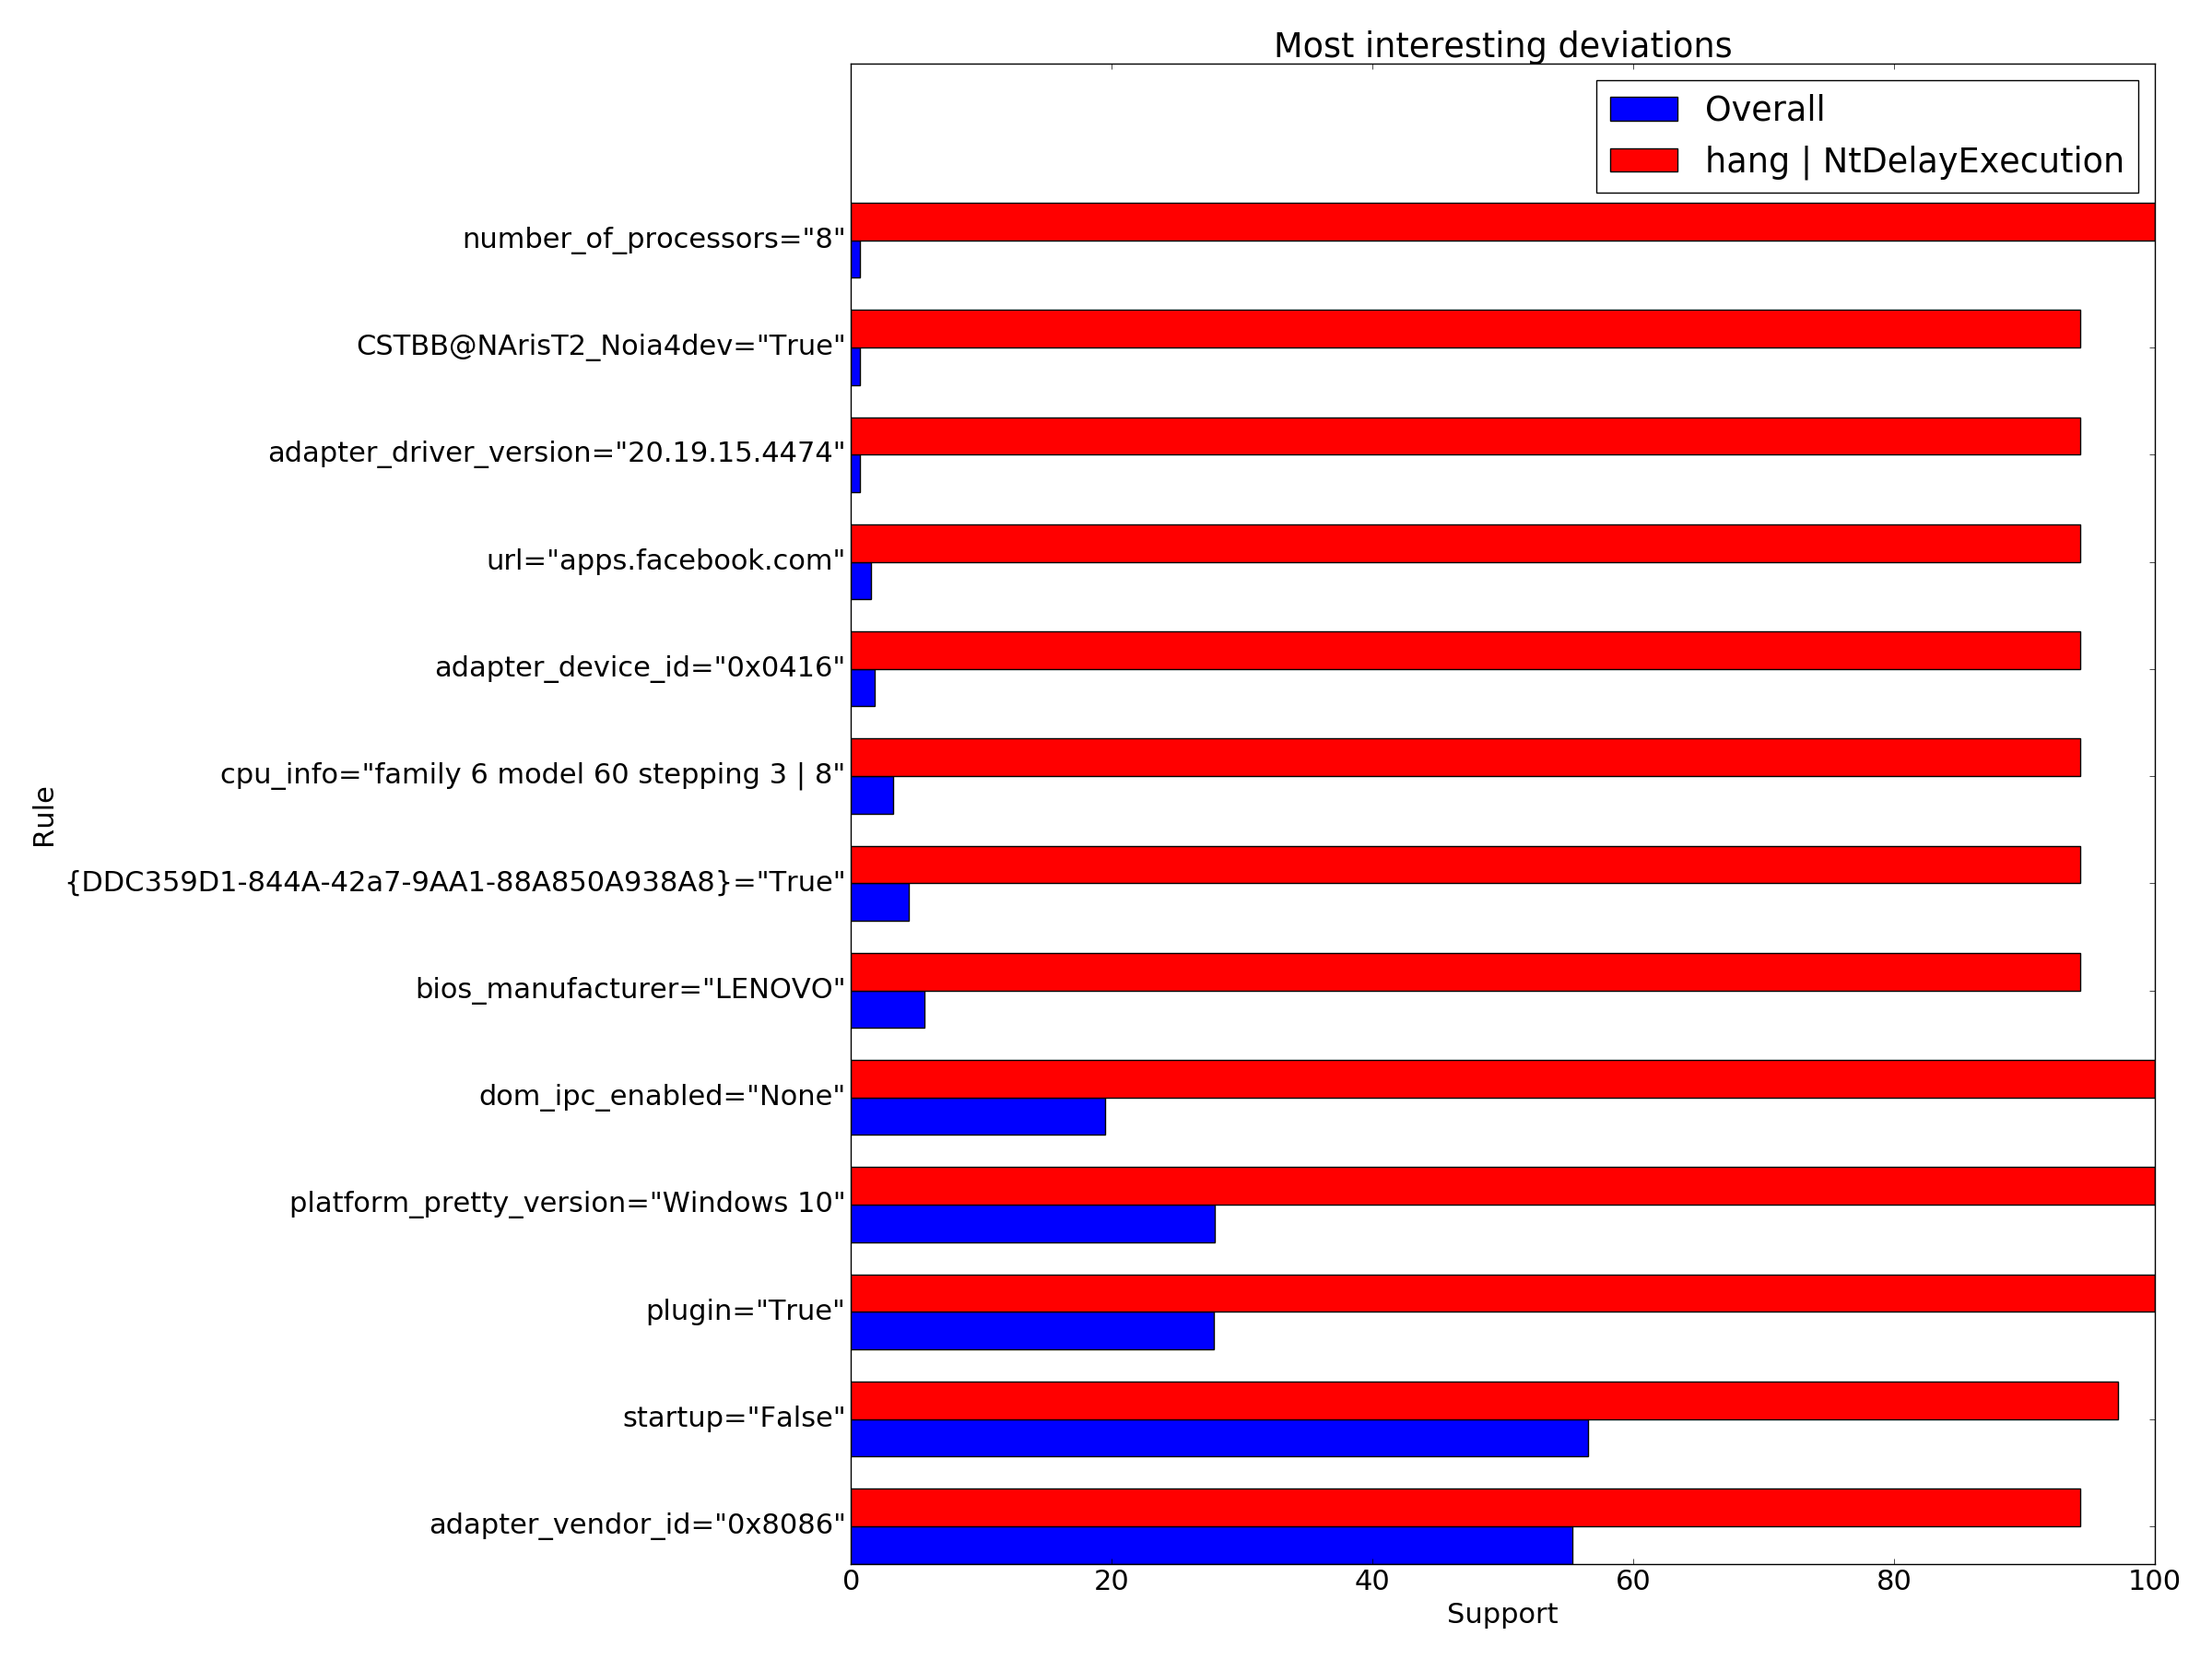 Most interesting deviations
Overall
hang | NtDelayExecution
number_of_processors="8"
CSTBB@NArisT2_Noia4dev="True"
adapter_driver_version="20.19.15.4474"
url="apps.facebook.com"
adapter_device_id="0x0416"
cpu_info="family 6 model 60 stepping 3 | 8"
{DDC359D1-844A-42a7-9AA1-88A850A938A8}="True"
bios_manufacturer="LENOVO"
dom_ipc_enabled="None"
platform_pretty_version="Windows 10"
plugin="True"
startup="False"
adapter_vendor_id="0x8086"
Rule
0 20 40 60 80 100
Support